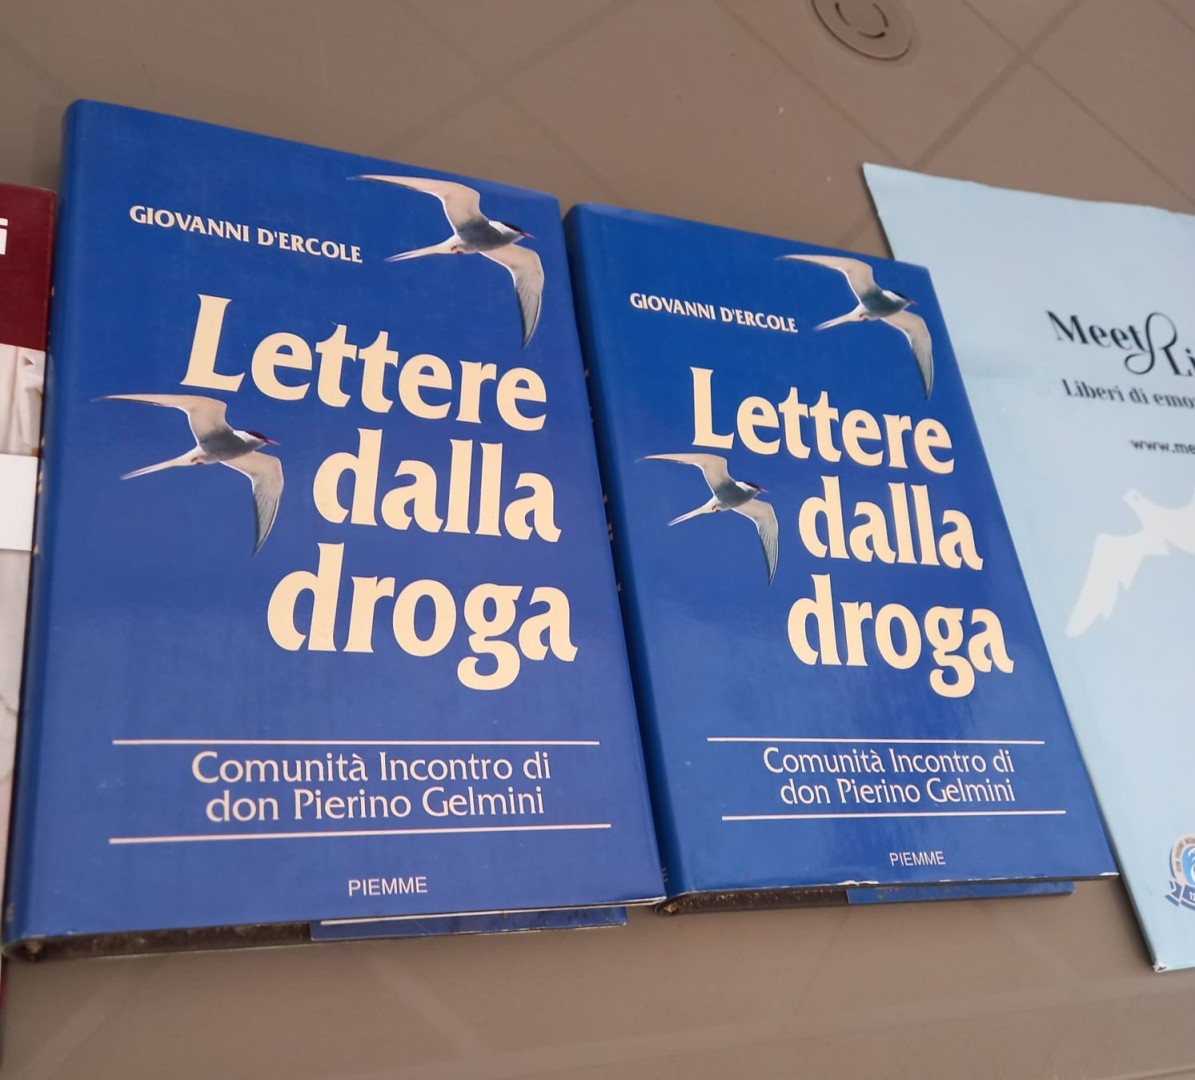 GIOVANNI D'ERCOLE
Lettere
dalla
droga
Comunità Incontro di
don Pierino Gelmini
PIEMME
GIOVANNI D'ERCOLE
Lettere
dalla
droga
Comunità Incontro di
don Pierino Gelmini
PIEMME
Meet
Liberi di